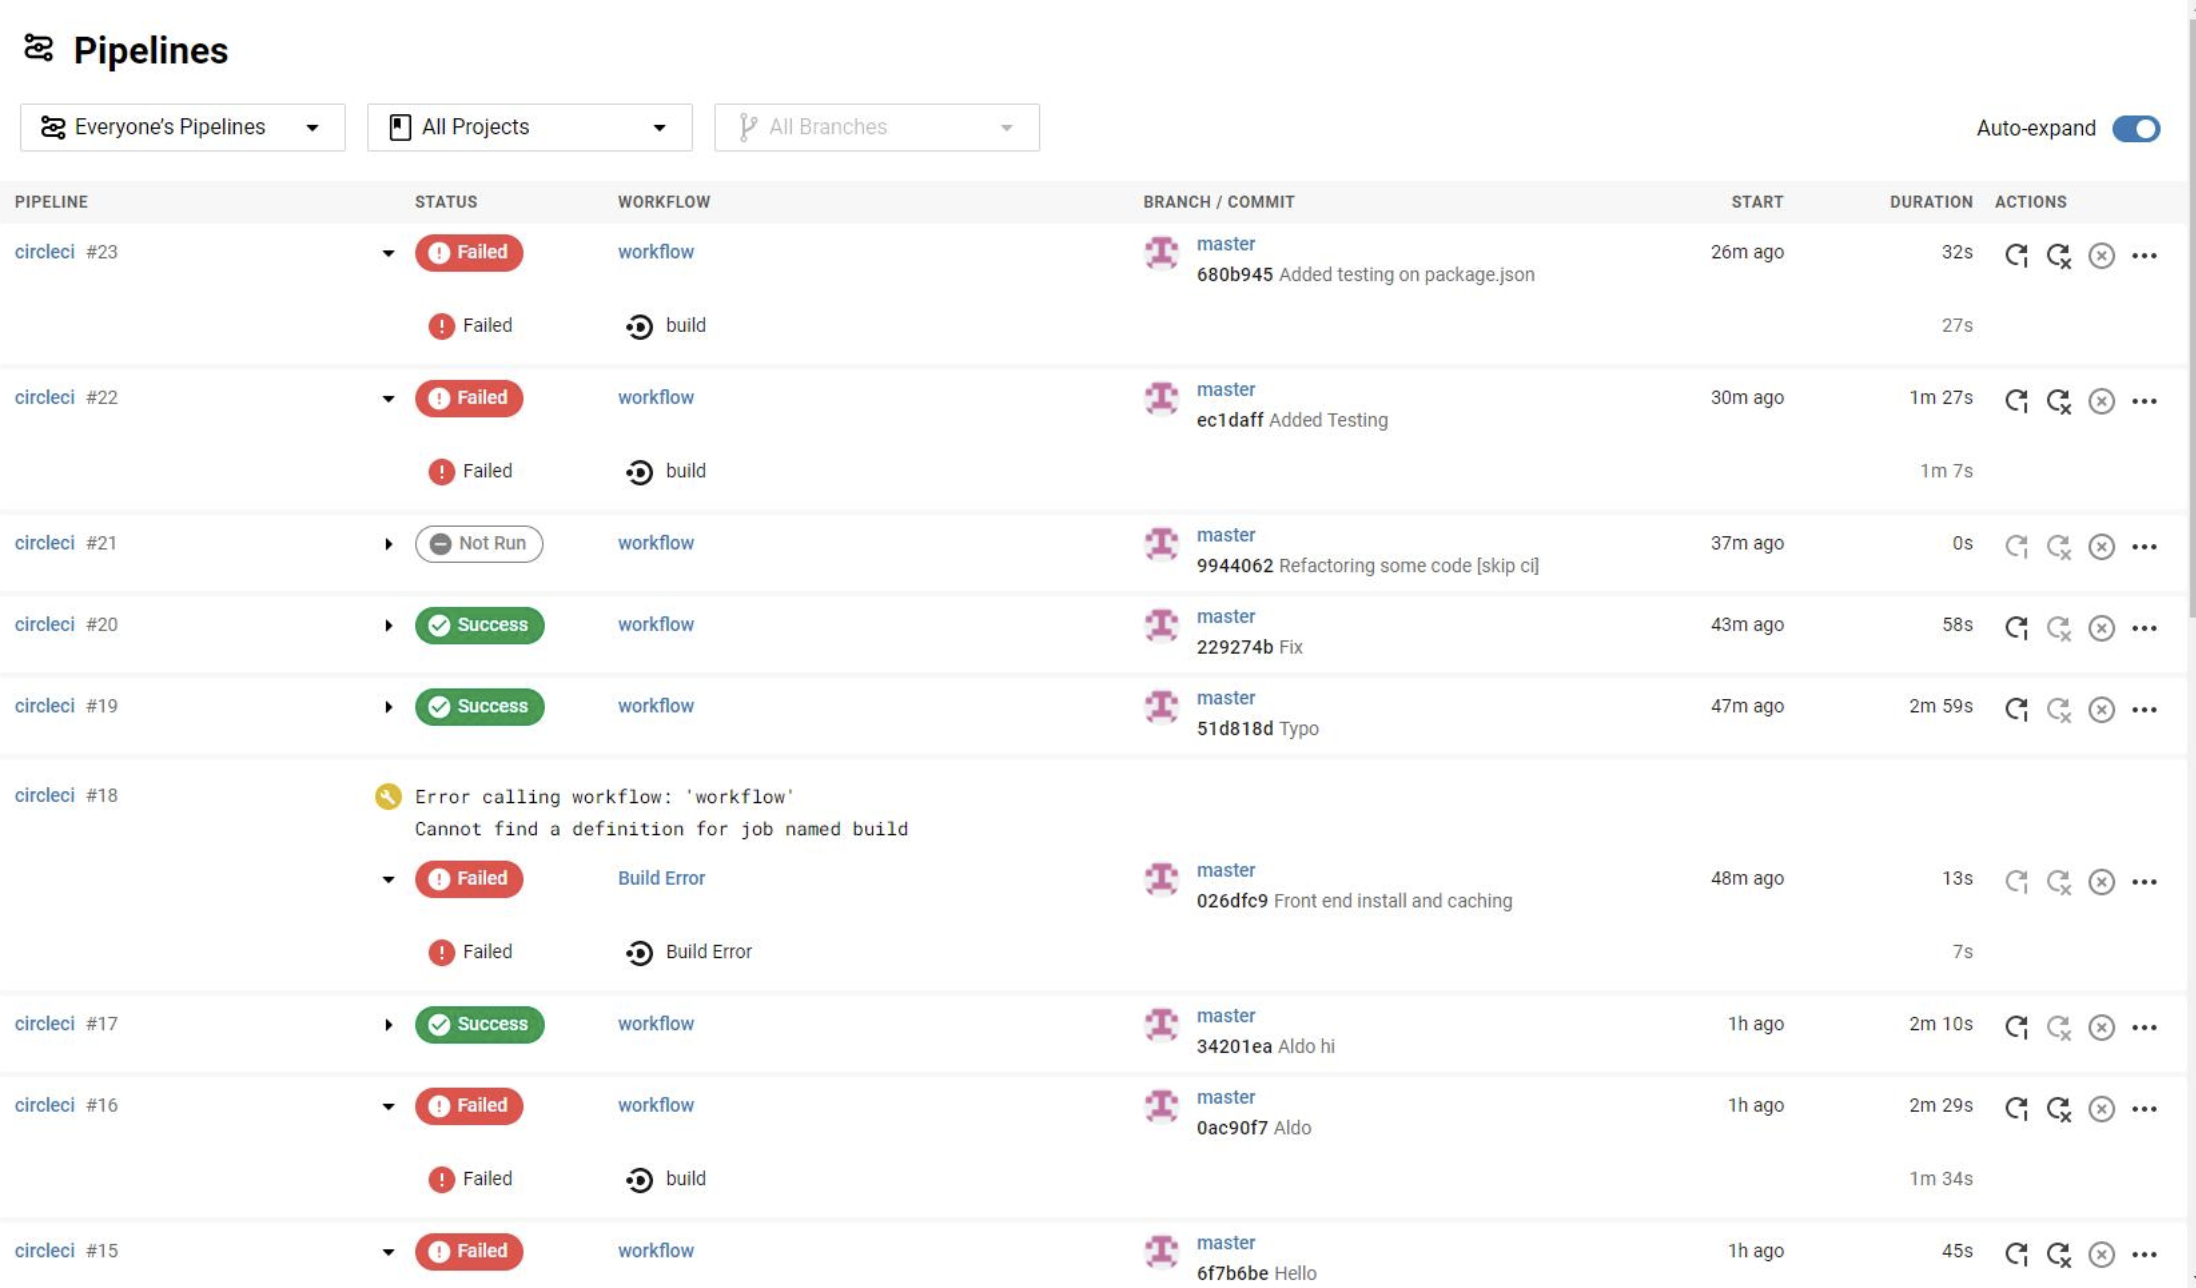 Pipelines
Everyone's Pipelines All Projects All Branches Auto-expand
PIPELINE STATUS WORKFLOW BRANCH / COMMIT START DURATION ACTIONS
circleci #23 Failed workflow master 26m ago 32s
680b945 Added testing on package.json
Failed build 27s
circleci #22 Failed workflow master 30m ago 1m 27s
ec1daff Added Testing
Failed build 1m 7s
circleci #21 Not Run workflow master 37m ago 0s
9944062 Refactoring some code [skip ci]
circleci #20 Success workflow master 43m ago 58s
229274b Fix
circleci #19 Success workflow master 47m ago 2m 59s
51d818d Typo
circleci #18 Error calling workflow: 'workflow'
Cannot find a definition for job named build
Failed Build Error master 48m ago 13s
026dfc9 Front end install and caching
Failed Build Error 7s
circleci #17 Success workflow master 1h ago 2m 10s
34201ea Aldo hi
circleci #16 Failed workflow master 1h ago 2m 29s
0ac90f7 Aldo
Failed build 1m 34s
circleci #15 Failed workflow master 1h ago 45s
6f7b6be Hello